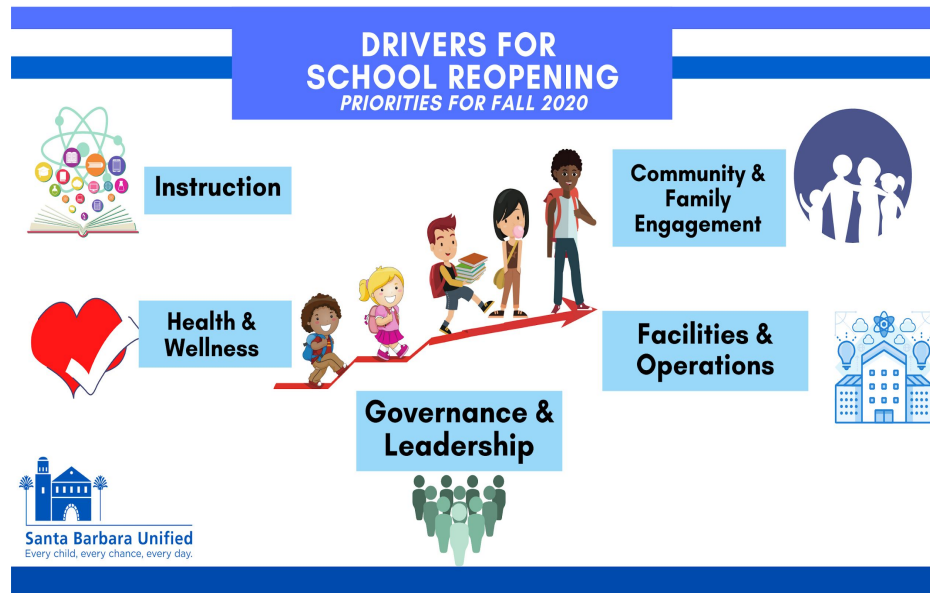 DRIVERS FOR
SCHOOL REOPENING
PRIORITIES FOR FALL 2020
Instruction
Community &
Family
Engagement
Health &
Wellness
Facilities &
Operations
Governance &
Leadership
Santa Barbara Unified
Every child, every chance, every day.